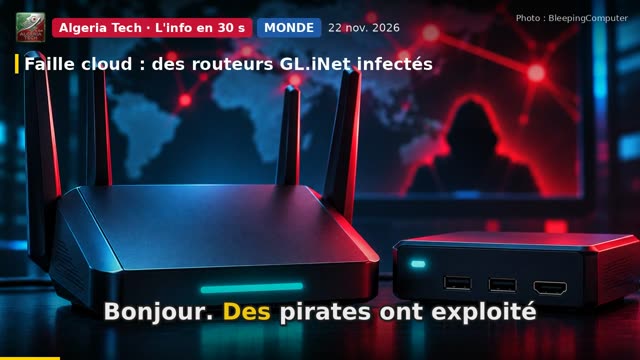 Algeria Tech · L'info en 30 s MONDE 22 nov. 2026
Photo : BleepingComputer
Faille cloud : des routeurs GL.iNet infectés
Bonjour. Des pirates ont exploité